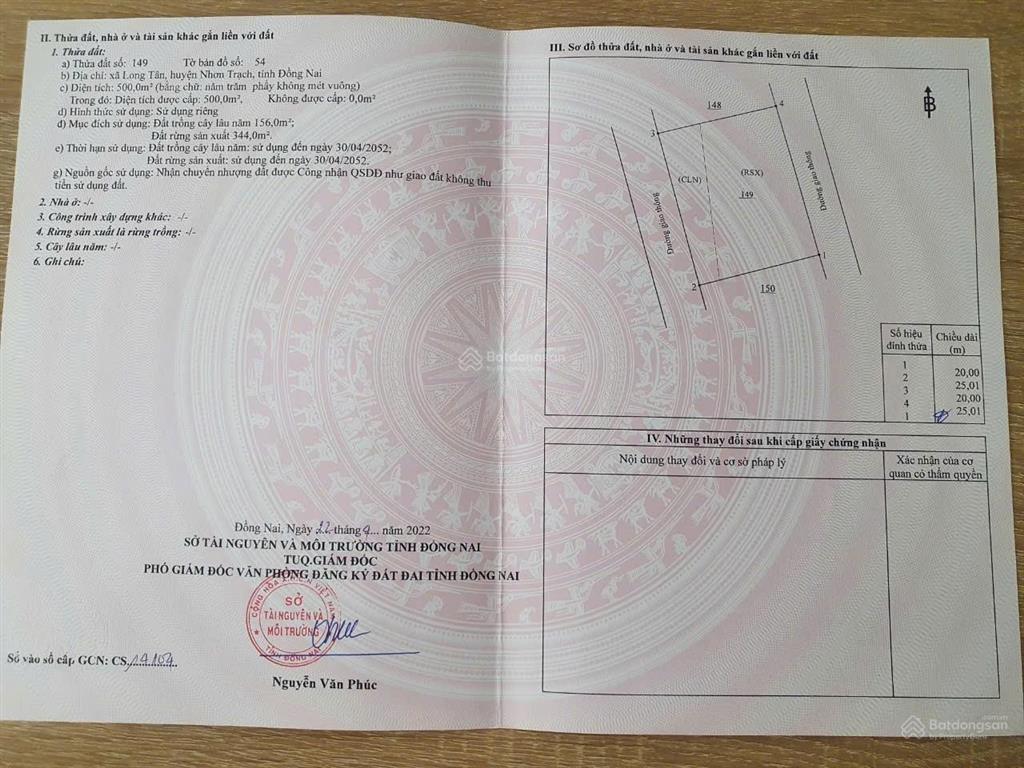 II. Thửa đất, nhà ở và tài sản khác gắn liền với đất
1. Thửa đất:
a) Thửa đất số: 149 Tờ bản đồ số: 54
b) Địa chỉ: xã Long Tân, huyện Nhơn Trạch, tỉnh Đồng Nai
c) Diện tích: 500,0m² (bằng chữ: năm trăm phẩy không mét vuông)
Trong đó: Diện tích được cấp: 500,0m², Không được cấp: 0,0m²
d) Hình thức sử dụng: Sử dụng riêng
đ) Mục đích sử dụng: Đất trồng cây lâu năm 156,0m²;
Đất rừng sản xuất 344,0m².
e) Thời hạn sử dụng: Đất trồng cây lâu năm: sử dụng đến ngày 30/04/2052;
Đất rừng sản xuất: sử dụng đến ngày 30/04/2052.
g) Nguồn gốc sử dụng: Nhận chuyển nhượng đất được Công nhận QSDĐ như giao đất không thu
tiền sử dụng đất.
2. Nhà ở: -/-
3. Công trình xây dựng khác: -/-
4. Rừng sản xuất là rừng trồng: -/-
5. Cây lâu năm: -/-
6. Ghi chú:
Đồng Nai, Ngày 22 tháng 9 năm 2022
SỞ TÀI NGUYÊN VÀ MÔI TRƯỜNG TỈNH ĐỒNG NAI
TUQ.GIÁM ĐỐC
PHÓ GIÁM ĐỐC VĂN PHÒNG ĐĂNG KÝ ĐẤT ĐAI TỈNH ĐỒNG NAI
SỞ
TÀI NGUYÊN VÀ
MÔI TRƯỜNG
TỈNH ĐỒNG NAI
Số vào sổ cấp GCN: CS.
Nguyễn Văn Phúc
III. Sơ đồ thửa đất, nhà ở và tài sản khác gắn liền với đất
B
148
4
3
(CLN)
(RSX)
149
Đường giao thông
Đường giao thông
2
1
150
Số hiệu đỉnh thửa
Chiều dài (m)
1
20,00
2
25,01
3
20,00
4
25,01
1
IV. Những thay đổi sau khi cấp giấy chứng nhận
Nội dung thay đổi và cơ sở pháp lý
Xác nhận của cơ
quan có thẩm quyền
Batdongsan
Batdongsan
.com.vn
by PropertyGuru